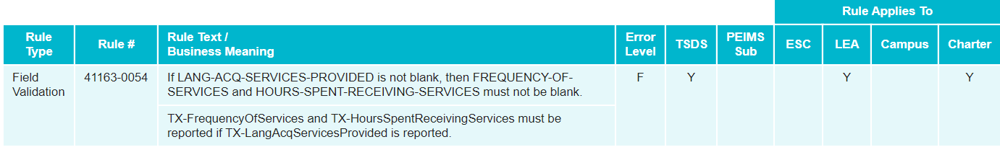 Rule Applies To
Rule
Type
Rule #
Rule Text /
Business Meaning
Error
Level
TSDS
PEIMS
Sub
ESC
LEA
Campus
Charter
Field
Validation
41163-0054
If LANG-ACQ-SERVICES-PROVIDED is not blank, then FREQUENCY-OF-
SERVICES and HOURS-SPENT-RECEIVING-SERVICES must not be blank.
F
Y
Y
Y
TX-FrequencyOfServices and TX-HoursSpentReceivingServices must be
reported if TX-LangAcqServicesProvided is reported.